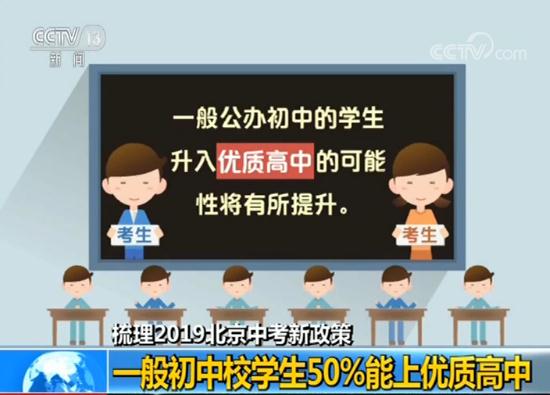 CCTV 13
新闻
CCTV.com
一般公办初中的学生
升入优质高中的可能
性将有所提升。
考生
考生
梳理2019北京中考新政策
一般初中校学生50%能上优质高中